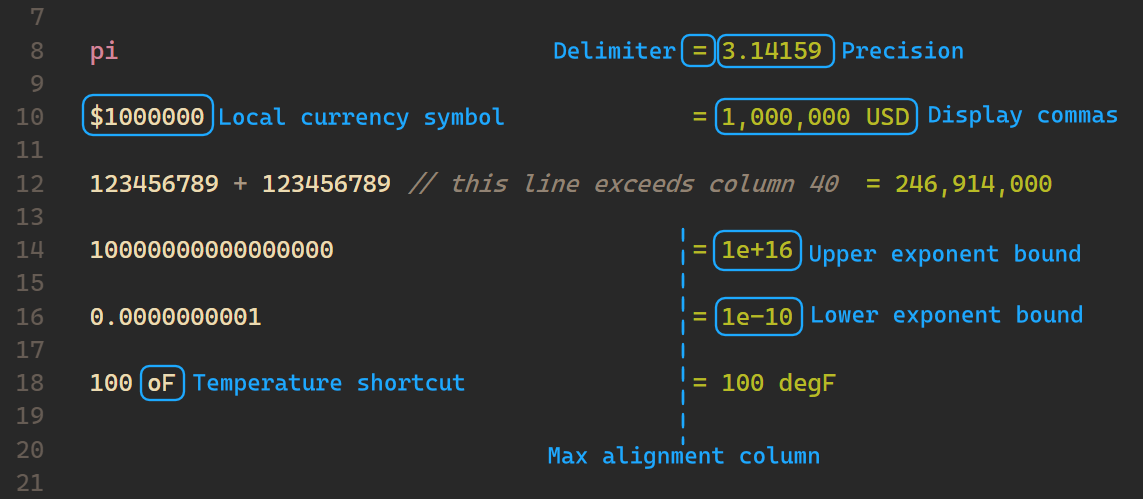 7
8 pi Delimiter = 3.14159 Precision
9
10 $1000000 Local currency symbol = 1,000,000 USD Display commas
11
12 123456789 + 123456789 // this line exceeds column 40 = 246,914,000
13
14 10000000000000000 = 1e+16 Upper exponent bound
15
16 0.0000000001 = 1e-10 Lower exponent bound
17
18 100 oF Temperature shortcut = 100 degF
19
20 Max alignment column
21